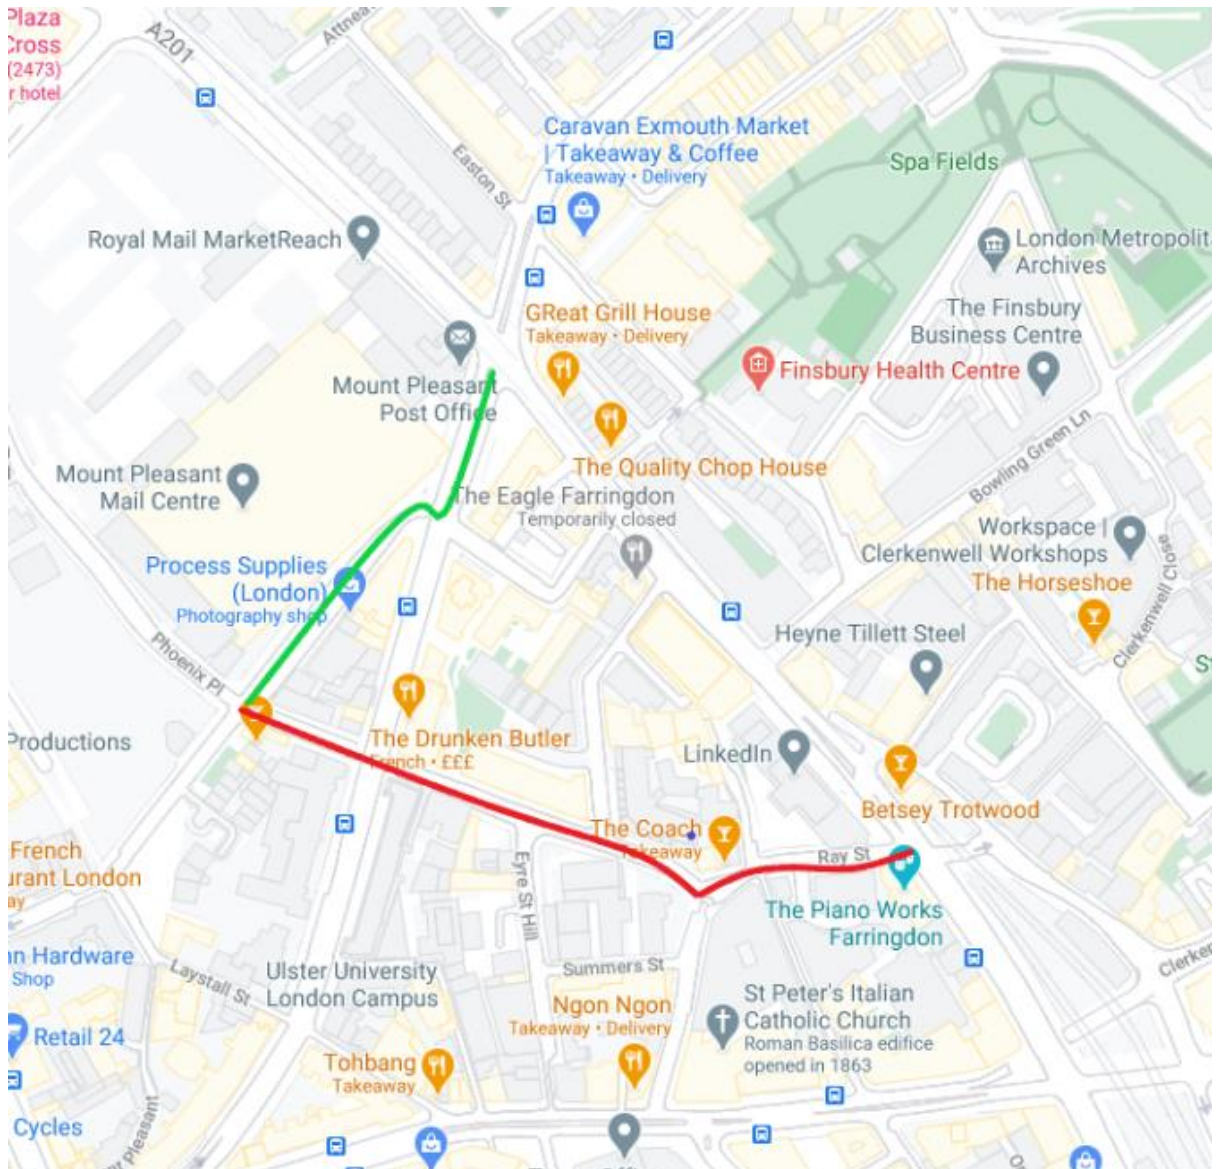 Plaza
Cross
(2473)
r hotel
A201
Attnea
Caravan Exmouth Market
| Takeaway & Coffee
Takeaway • Delivery
Easton St
Spa Fields
Royal Mail MarketReach
London Metropolit
Archives
GReat Grill House
Takeaway • Delivery
The Finsbury
Business Centre
Mount Pleasant
Post Office
Finsbury Health Centre
The Quality Chop House
Bowling Green Ln
Mount Pleasant
Mail Centre
The Eagle Farringdon
Temporarily closed
Workspace |
Clerkenwell Workshops
The Horseshoe
Clerkenwell Close
Process Supplies
(London)
Photography shop
Heyne Tillett Steel
Phoenix Pl
St
Productions
The Drunken Butler
French • £££
LinkedIn
Betsey Trotwood
The Coach
Takeaway
Ray St
French
urant London
ay
Eyre St Hill
The Piano Works
Farringdon
n Hardware
Shop
Laystall St
Ulster University
London Campus
Summers St
Clerker
Ngon Ngon
Takeaway • Delivery
St Peter's Italian
Catholic Church
Roman Basilica edifice
opened in 1863
Retail 24
Tohbang
Takeaway
Cycles
Pleasant